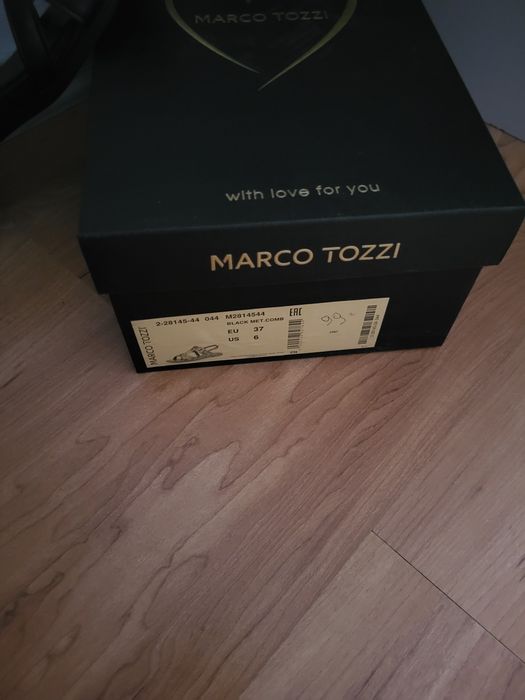 MARCO TOZZI
with love for you
MARCO TOZZI
MARCO TOZZI
2-28145-44 044 M2814544
BLACK MET.COMB
EU 37
US 6
EAC